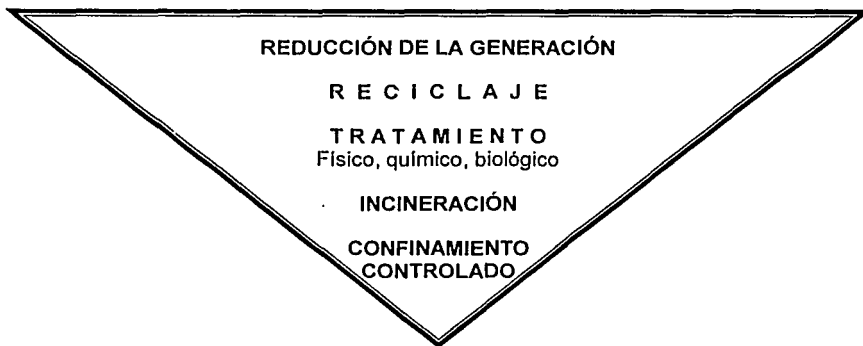 REDUCCIÓN DE LA GENERACIÓN
R E C I C L A J E
T R A T A M I E N T O
Físico, químico, biológico
INCINERACIÓN
CONFINAMIENTO
CONTROLADO